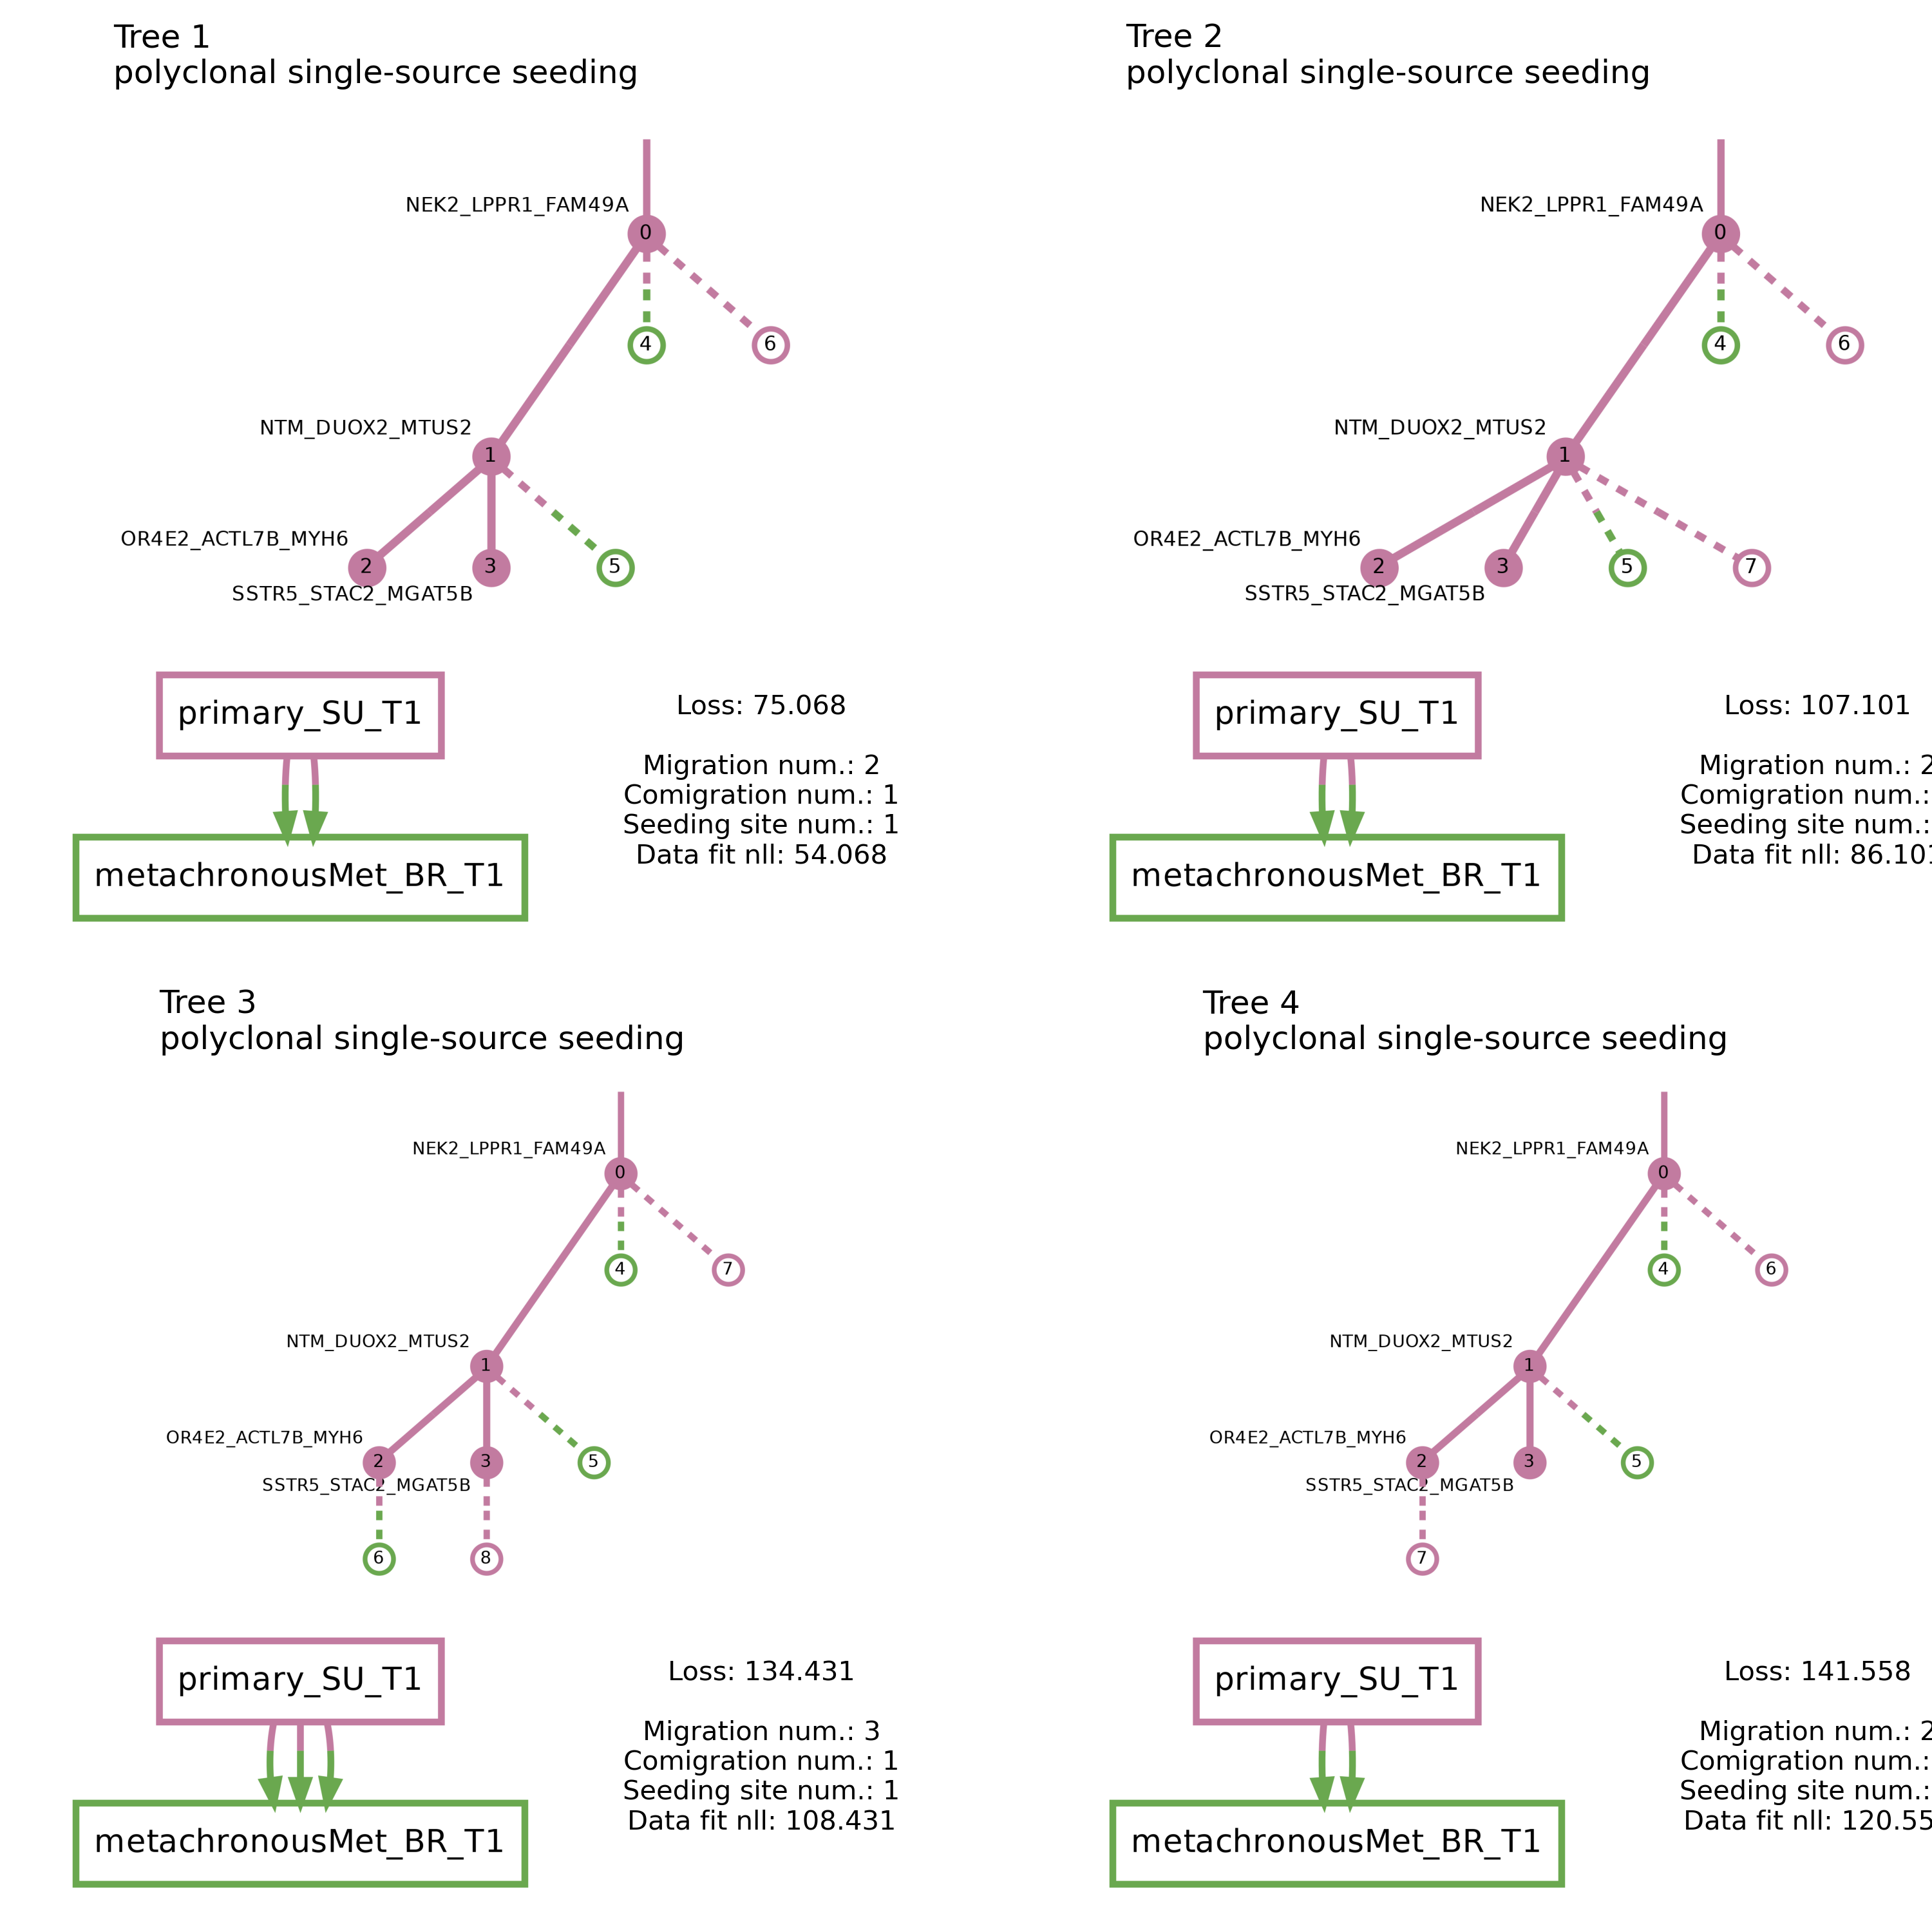 Tree 1
polyclonal single-source seeding
NEK2_LPPR1_FAM49A
0
4
6
NTM_DUOX2_MTUS2
1
OR4E2_ACTL7B_MYH6
2
3
5
SSTR5_STAC2_MGAT5B
primary_SU_T1
metachronousMet_BR_T1
Loss: 75.068
Migration num.: 2
Comigration num.: 1
Seeding site num.: 1
Data fit nll: 54.068
Tree 2
polyclonal single-source seeding
NEK2_LPPR1_FAM49A
0
4
6
NTM_DUOX2_MTUS2
1
OR4E2_ACTL7B_MYH6
2
3
5
7
SSTR5_STAC2_MGAT5B
primary_SU_T1
metachronousMet_BR_T1
Loss: 107.101
Migration num.: 2
Comigration num.:
Seeding site num.:
Data fit nll: 86.101
Tree 3
polyclonal single-source seeding
NEK2_LPPR1_FAM49A
0
4
7
NTM_DUOX2_MTUS2
1
OR4E2_ACTL7B_MYH6
2
3
5
SSTR5_STAC2_MGAT5B
6
8
primary_SU_T1
metachronousMet_BR_T1
Loss: 134.431
Migration num.: 3
Comigration num.: 1
Seeding site num.: 1
Data fit nll: 108.431
Tree 4
polyclonal single-source seeding
NEK2_LPPR1_FAM49A
0
4
6
NTM_DUOX2_MTUS2
1
OR4E2_ACTL7B_MYH6
2
3
5
SSTR5_STAC2_MGAT5B
7
primary_SU_T1
metachronousMet_BR_T1
Loss: 141.558
Migration num.: 2
Comigration num.:
Seeding site num.:
Data fit nll: 120.55